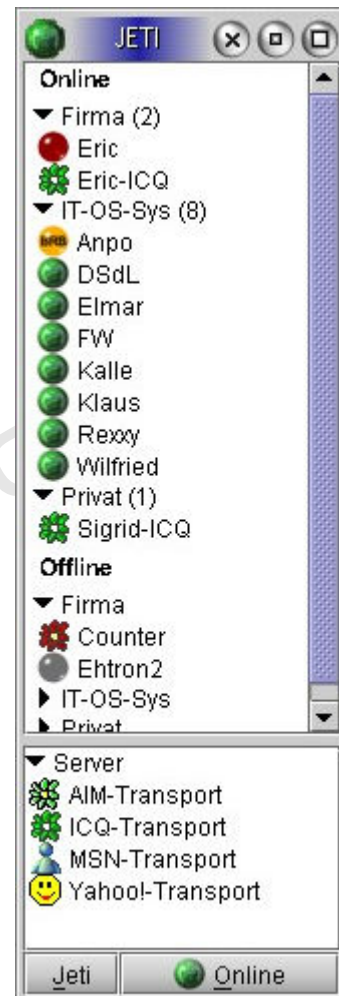 JETI
Online
Firma (2)
Eric
Eric-ICQ
IT-OS-Sys (8)
BRB Anpo
DSdL
Elmar
FW
Kalle
Klaus
Rexxy
Wilfried
Privat (1)
Sigrid-ICQ
Offline
Firma
Counter
Ehtron2
IT-OS-Sys
Privat
Server
AIM-Transport
ICQ-Transport
MSN-Transport
Yahoo!-Transport
Jeti Online